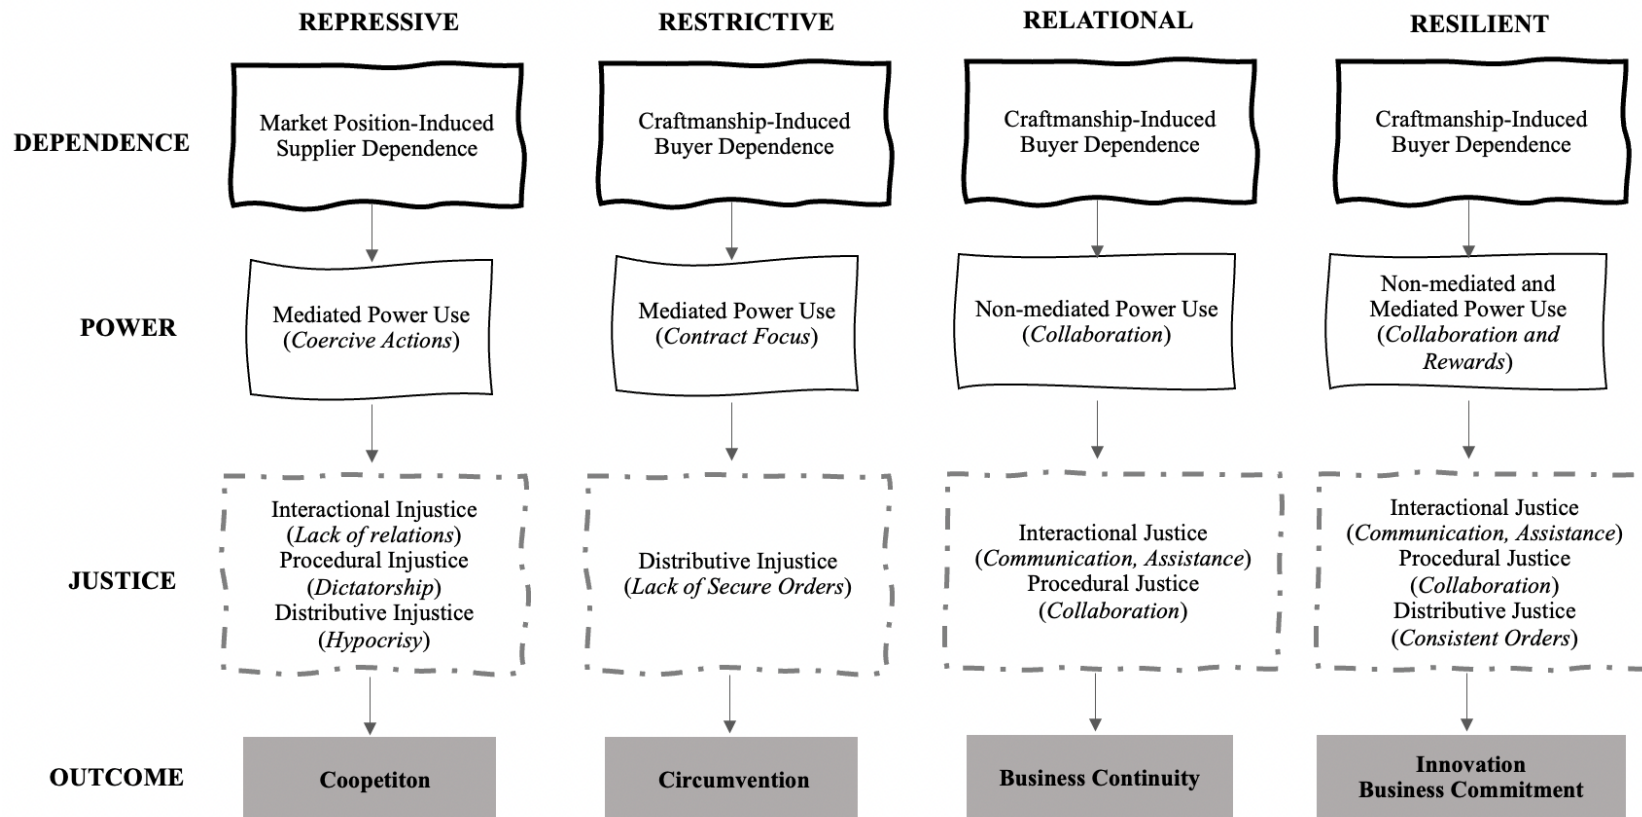 REPRESSIVE
RESTRICTIVE
RELATIONAL
RESILIENT
DEPENDENCE
Market Position-Induced
Supplier Dependence
Craftmanship-Induced
Buyer Dependence
Craftmanship-Induced
Buyer Dependence
Craftmanship-Induced
Buyer Dependence
POWER
Mediated Power Use
(Coercive Actions)
Mediated Power Use
(Contract Focus)
Non-mediated Power Use
(Collaboration)
Non-mediated and
Mediated Power Use
(Collaboration and
Rewards)
JUSTICE
Interactional Injustice
(Lack of relations)
Procedural Injustice
(Dictatorship)
Distributive Injustice
(Hypocrisy)
Distributive Injustice
(Lack of Secure Orders)
Interactional Justice
(Communication, Assistance)
Procedural Justice
(Collaboration)
Interactional Justice
(Communication, Assistance)
Procedural Justice
(Collaboration)
Distributive Justice
(Consistent Orders)
OUTCOME
Coopetiton
Circumvention
Business Continuity
Innovation
Business Commitment